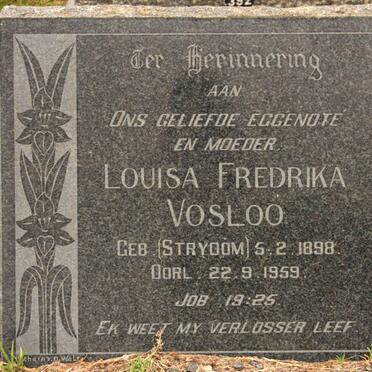 392
Ter Herinnering
AAN
ONS GELIEFDE EGGENOTE
EN MOEDER
LOUISA FREDRIKA
VOSLOO
GEB. (STRYDOM) 5. 2. 1898.
OORL. 22. 9. 1959.
JOB 19:25.
EK WEET MY VERLOSSER LEEF.